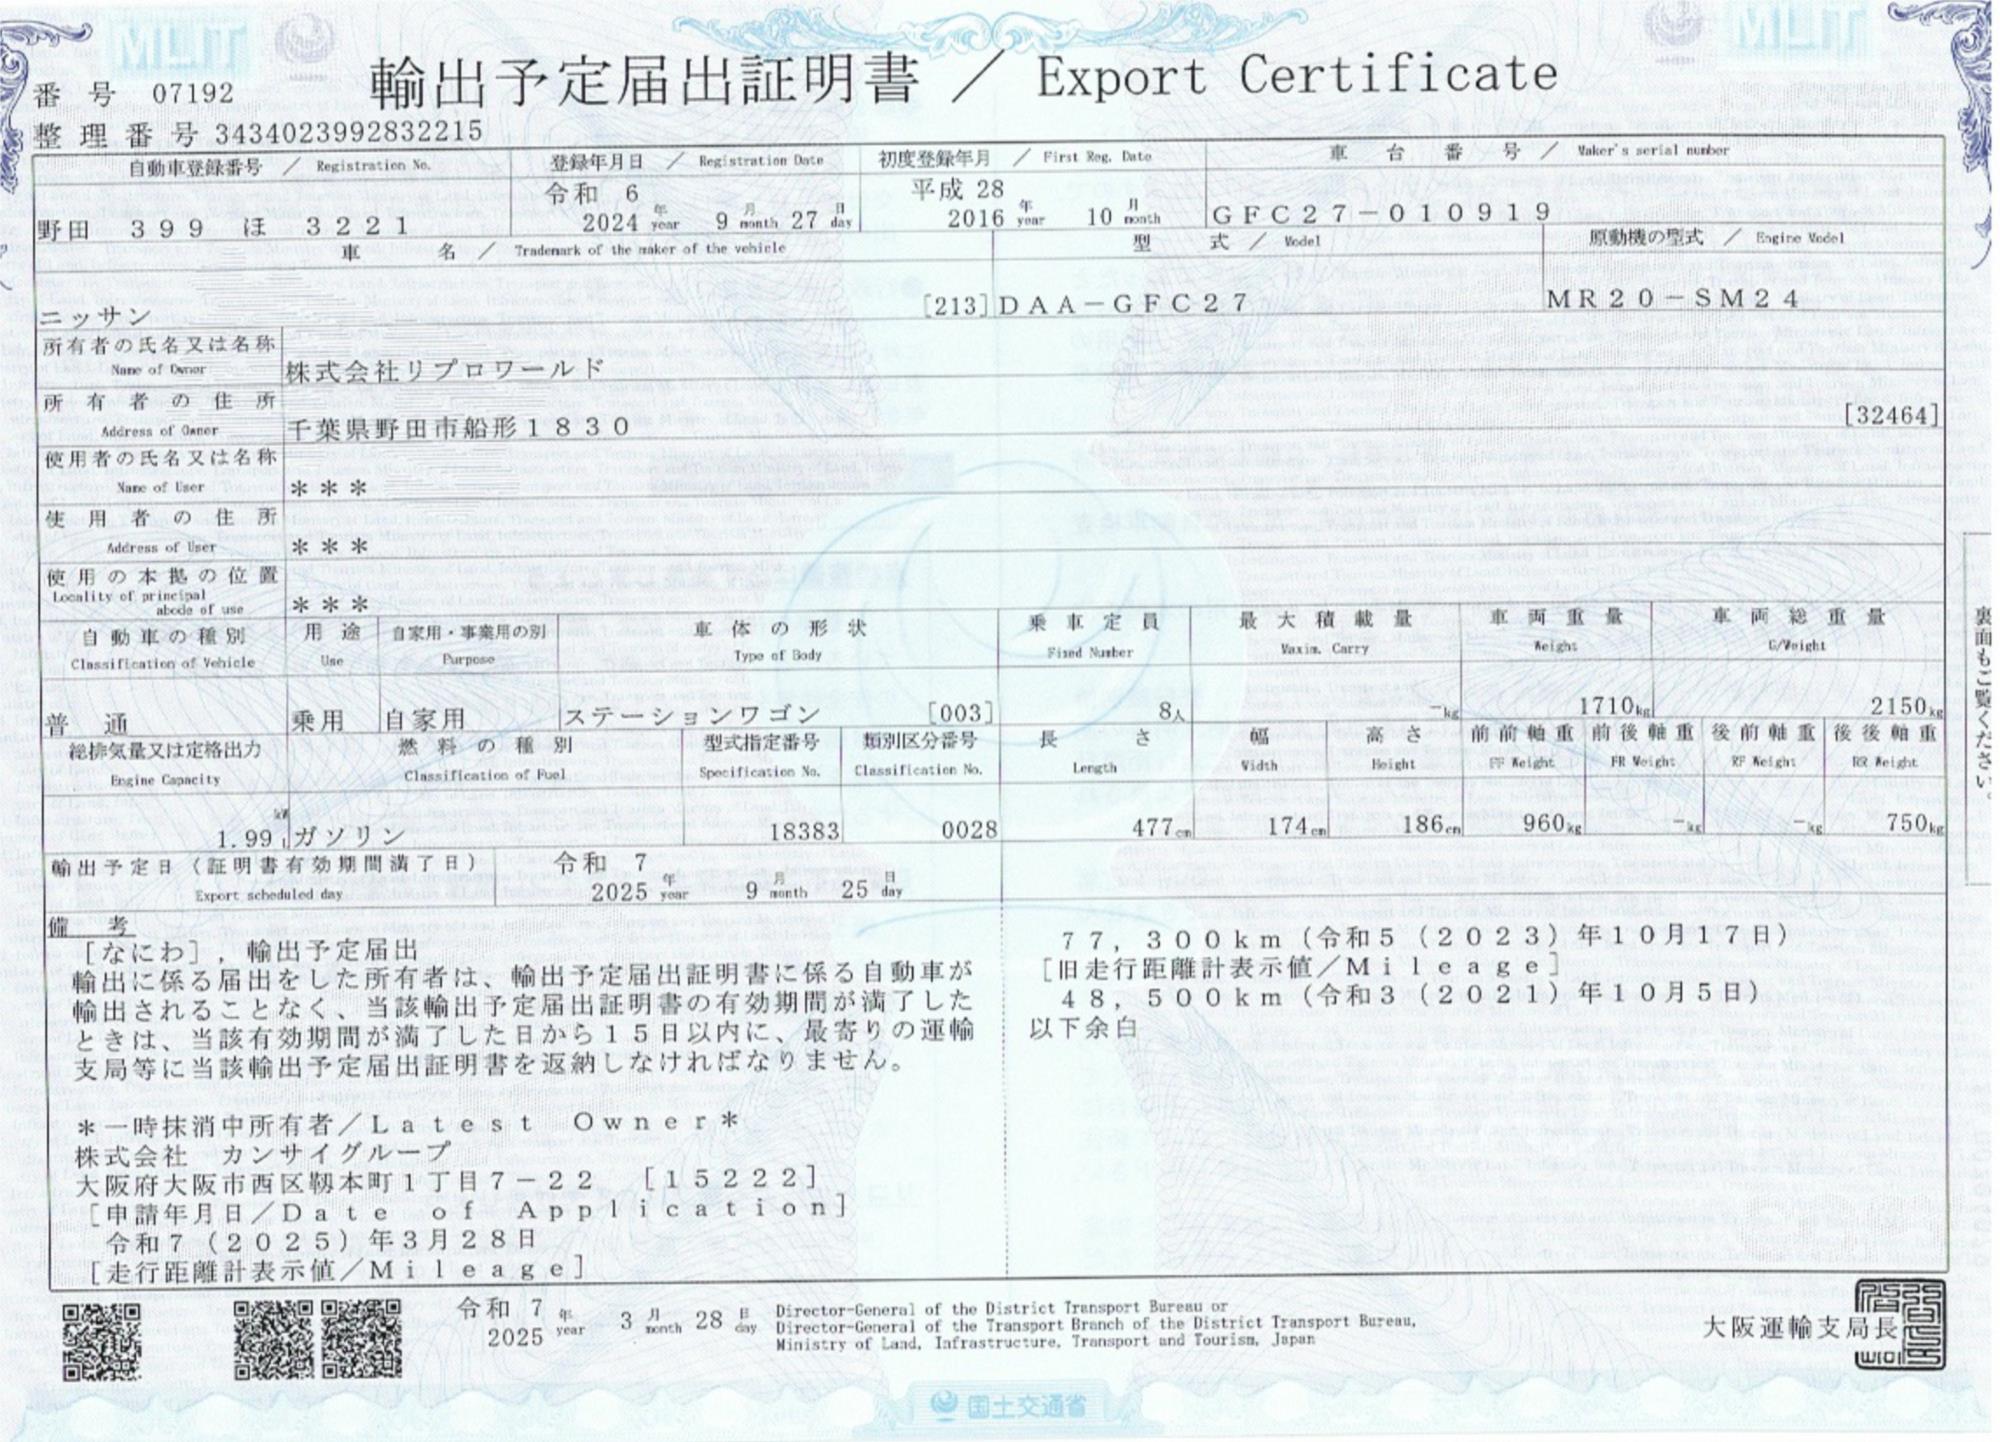 MLIT
MLIT
輸出予定届出証明書 ／ Export Certificate
番 号 07192
整 理 番 号 3434023992832215
自動車登録番号 ／ Registration No.
登録年月日 ／ Registration Date
初度登録年月 ／ First Reg. Date
車 台 番 号 ／ Maker's serial number
野田 399 ほ 3221
令和 6
2024 年 year 9 月 month 27 日 day
平成 28
2016 年 year 10 月 month
GFC27-010919
車 名 ／ Trademark of the maker of the vehicle
型 式 ／ Model
原動機の型式 ／ Engine Model
ニッサン [213]
DAA-GFC27
MR20-SM24
所有者の氏名又は名称
Name of Owner
株式会社リプロワールド
所 有 者 の 住 所
Address of Owner
千葉県野田市船形1830 [32464]
使用者の氏名又は名称
Name of User
＊＊＊
使 用 者 の 住 所
Address of User
＊＊＊
使 用 の 本 拠 の 位 置
Locality of principal
abode of use
＊＊＊
自 動 車 の 種 別
Classification of Vehicle
用 途
Use
自家用・事業用の別
Purpose
車 体 の 形 状
Type of Body
乗 車 定 員
Fixed Number
最 大 積 載 量
Maxim. Carry
車 両 重 量
Weight
車 両 総 重 量
G/Weight
普 通
乗用
自家用
ステーションワゴン [003]
8人
-kg
1710kg
2150kg
総排気量又は定格出力
Engine Capacity
燃 料 の 種 別
Classification of Fuel
型式指定番号
Specification No.
類別区分番号
Classification No.
長 さ
Length
幅
Width
高 さ
Height
前 前 軸 重
FF Weight
前 後 軸 重
FR Weight
後 前 軸 重
RF Weight
後 後 軸 重
RR Weight
kW
1.99 L
ガソリン
18383
0028
477cm
174cm
186cm
960kg
-kg
-kg
750kg
輸出予定日（証明書有効期間満了日）
Export scheduled day
令和 7
2025 年 year 9 月 month 25 日 day
備 考
［なにわ］，輸出予定届出
輸出に係る届出をした所有者は、輸出予定届出証明書に係る自動車が
輸出されることなく、当該輸出予定届出証明書の有効期間が満了した
ときは、当該有効期間が満了した日から１５日以内に、最寄りの運輸
支局等に当該輸出予定届出証明書を返納しなければなりません。
＊一時抹消中所有者／Latest Owner＊
株式会社 カンサイグループ
大阪府大阪市西区靱本町１丁目７－２２ ［１５２２２］
［申請年月日／Date of Application］
令和７（２０２５）年３月２８日
［走行距離計表示値／Mileage］
７７，３００ｋｍ（令和５（２０２３）年１０月１７日）
［旧走行距離計表示値／Mileage］
４８，５００ｋｍ（令和３（２０２１）年１０月５日）
以下余白
裏面もご覧ください。
令和 7
2025 年 year 3 月 month 28 日 day
Director-General of the District Transport Bureau or
Director-General of the Transport Branch of the District Transport Bureau,
Ministry of Land, Infrastructure, Transport and Tourism, Japan
大阪運輸支局長
国土交通省